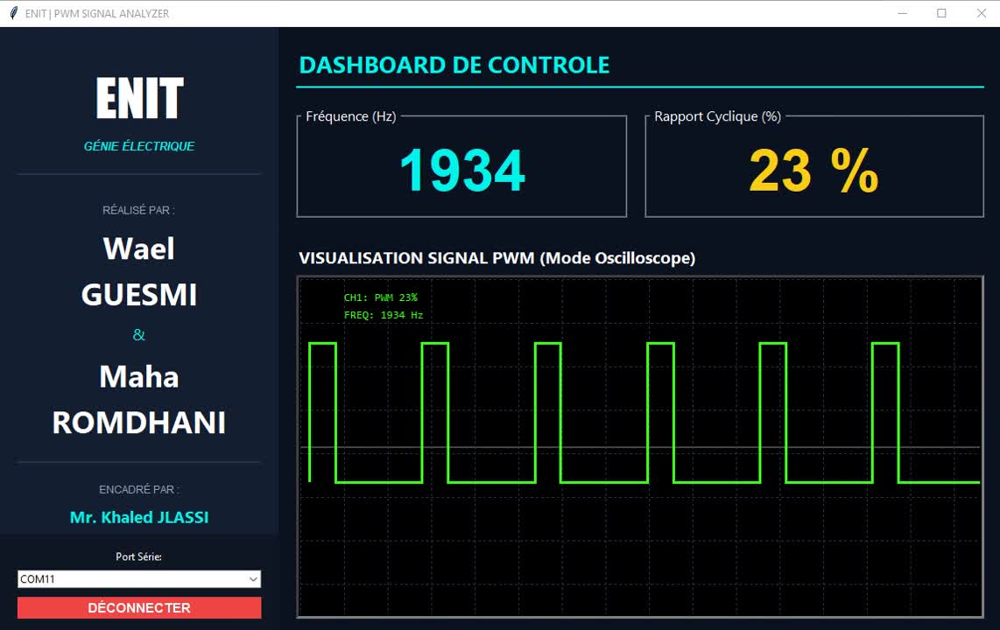 ENIT | PWM SIGNAL ANALYZER
ENIT
GÉNIE ÉLECTRIQUE
RÉALISÉ PAR :
Wael
GUESMI
&
Maha
ROMDHANI
ENCADRÉ PAR :
Mr. Khaled JLASSI
Port Série:
COM11
DÉCONNECTER
DASHBOARD DE CONTROLE
Fréquence (Hz)
1934
Rapport Cyclique (%)
23 %
VISUALISATION SIGNAL PWM (Mode Oscilloscope)
CH1: PWM 23%
FREQ: 1934 Hz